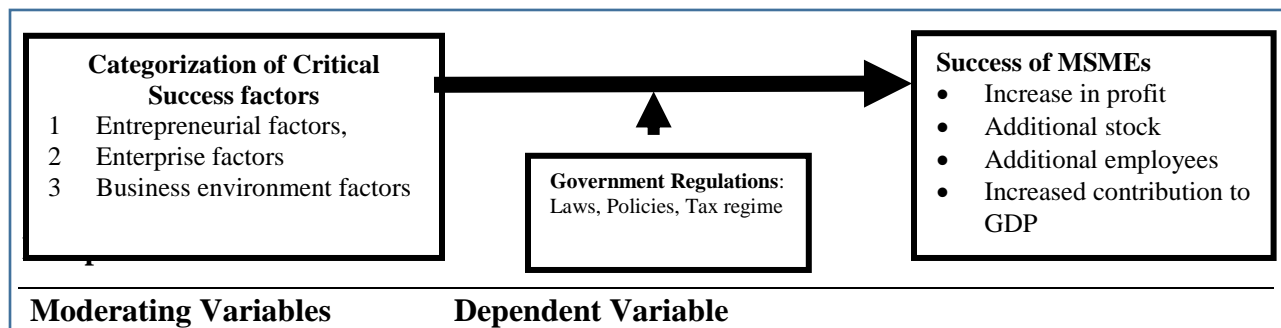 Categorization of Critical
Success factors
1 Entrepreneurial factors,
2 Enterprise factors
3 Business environment factors
Government Regulations:
Laws, Policies, Tax regime
Success of MSMEs
• Increase in profit
• Additional stock
• Additional employees
• Increased contribution to
GDP
Moderating Variables Dependent Variable